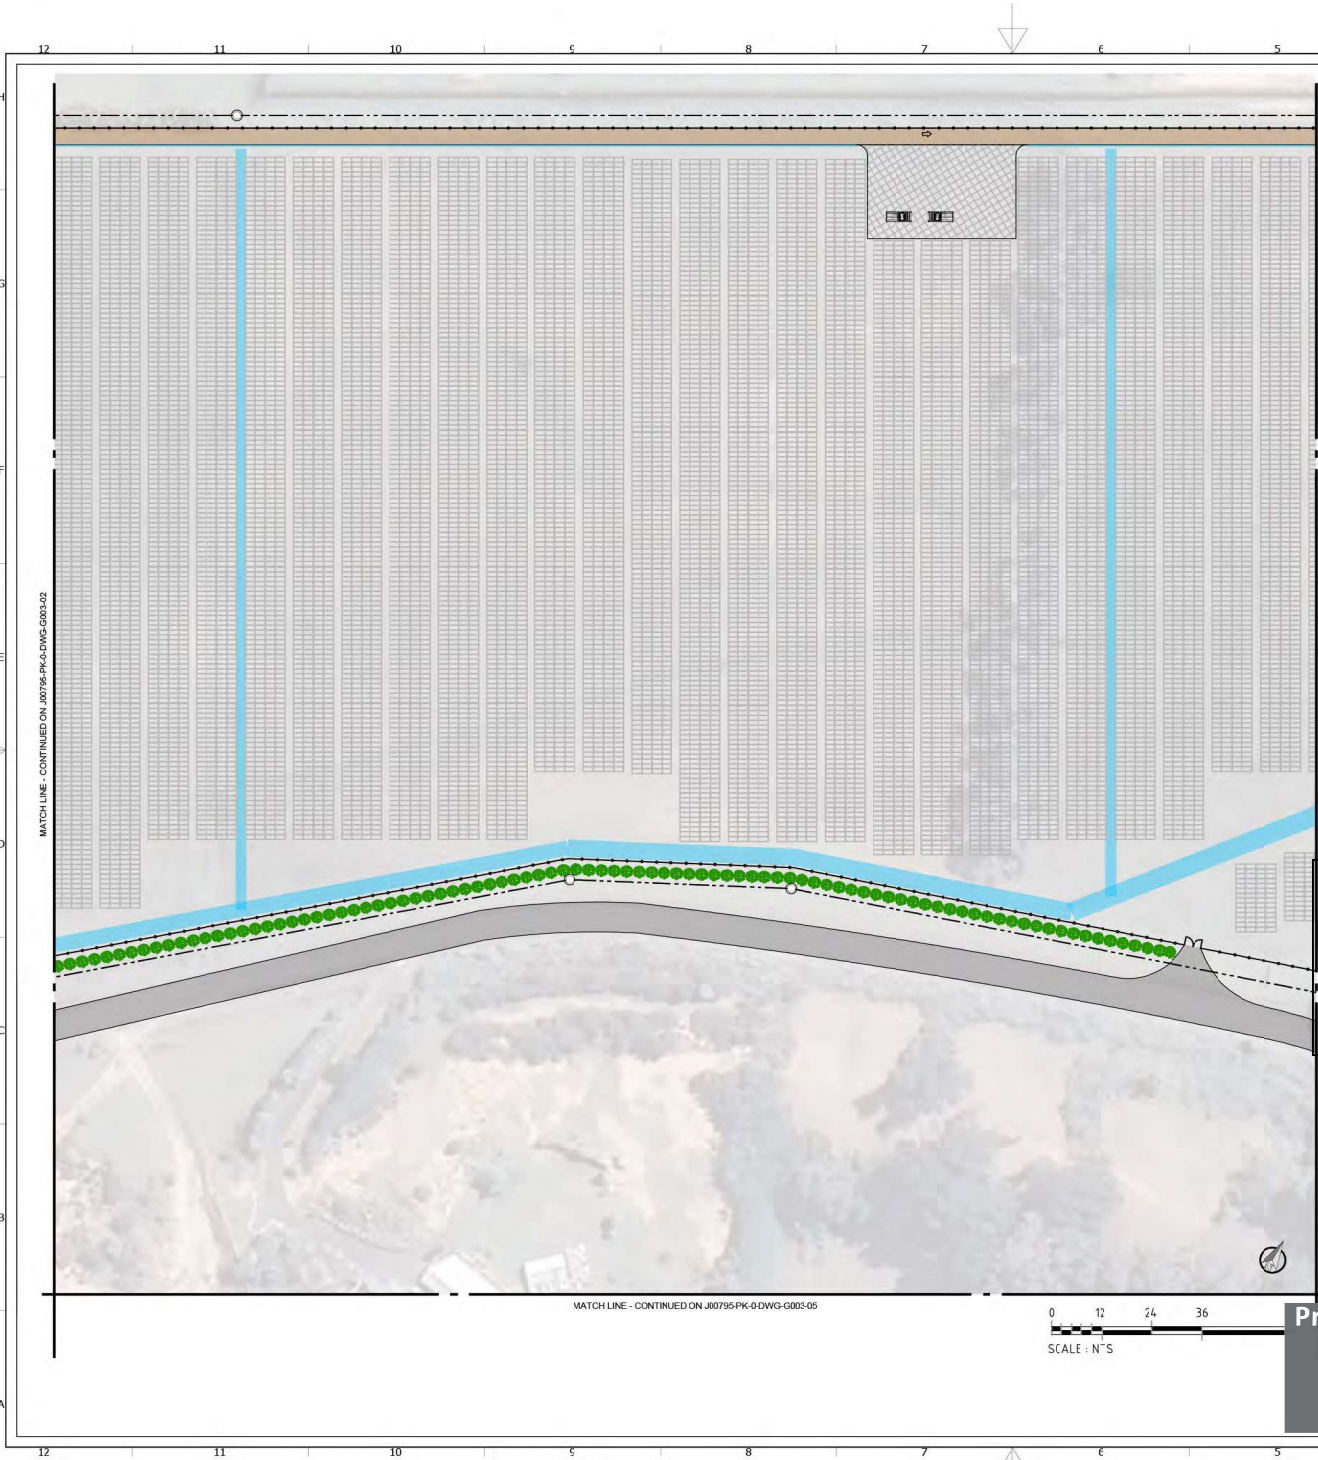 12 11 10 9 8 7 6 5
H
G
F
E
D
C
B
A
MATCH LINE - CONTINUED ON J00795-PK-0-DWG-G003-02
MATCH LINE - CONTINUED ON J00795-PK-0-DWG-G003-05
0 12 24 36
SCALE : NTS
Pr
12 11 10 9 8 7 6 5